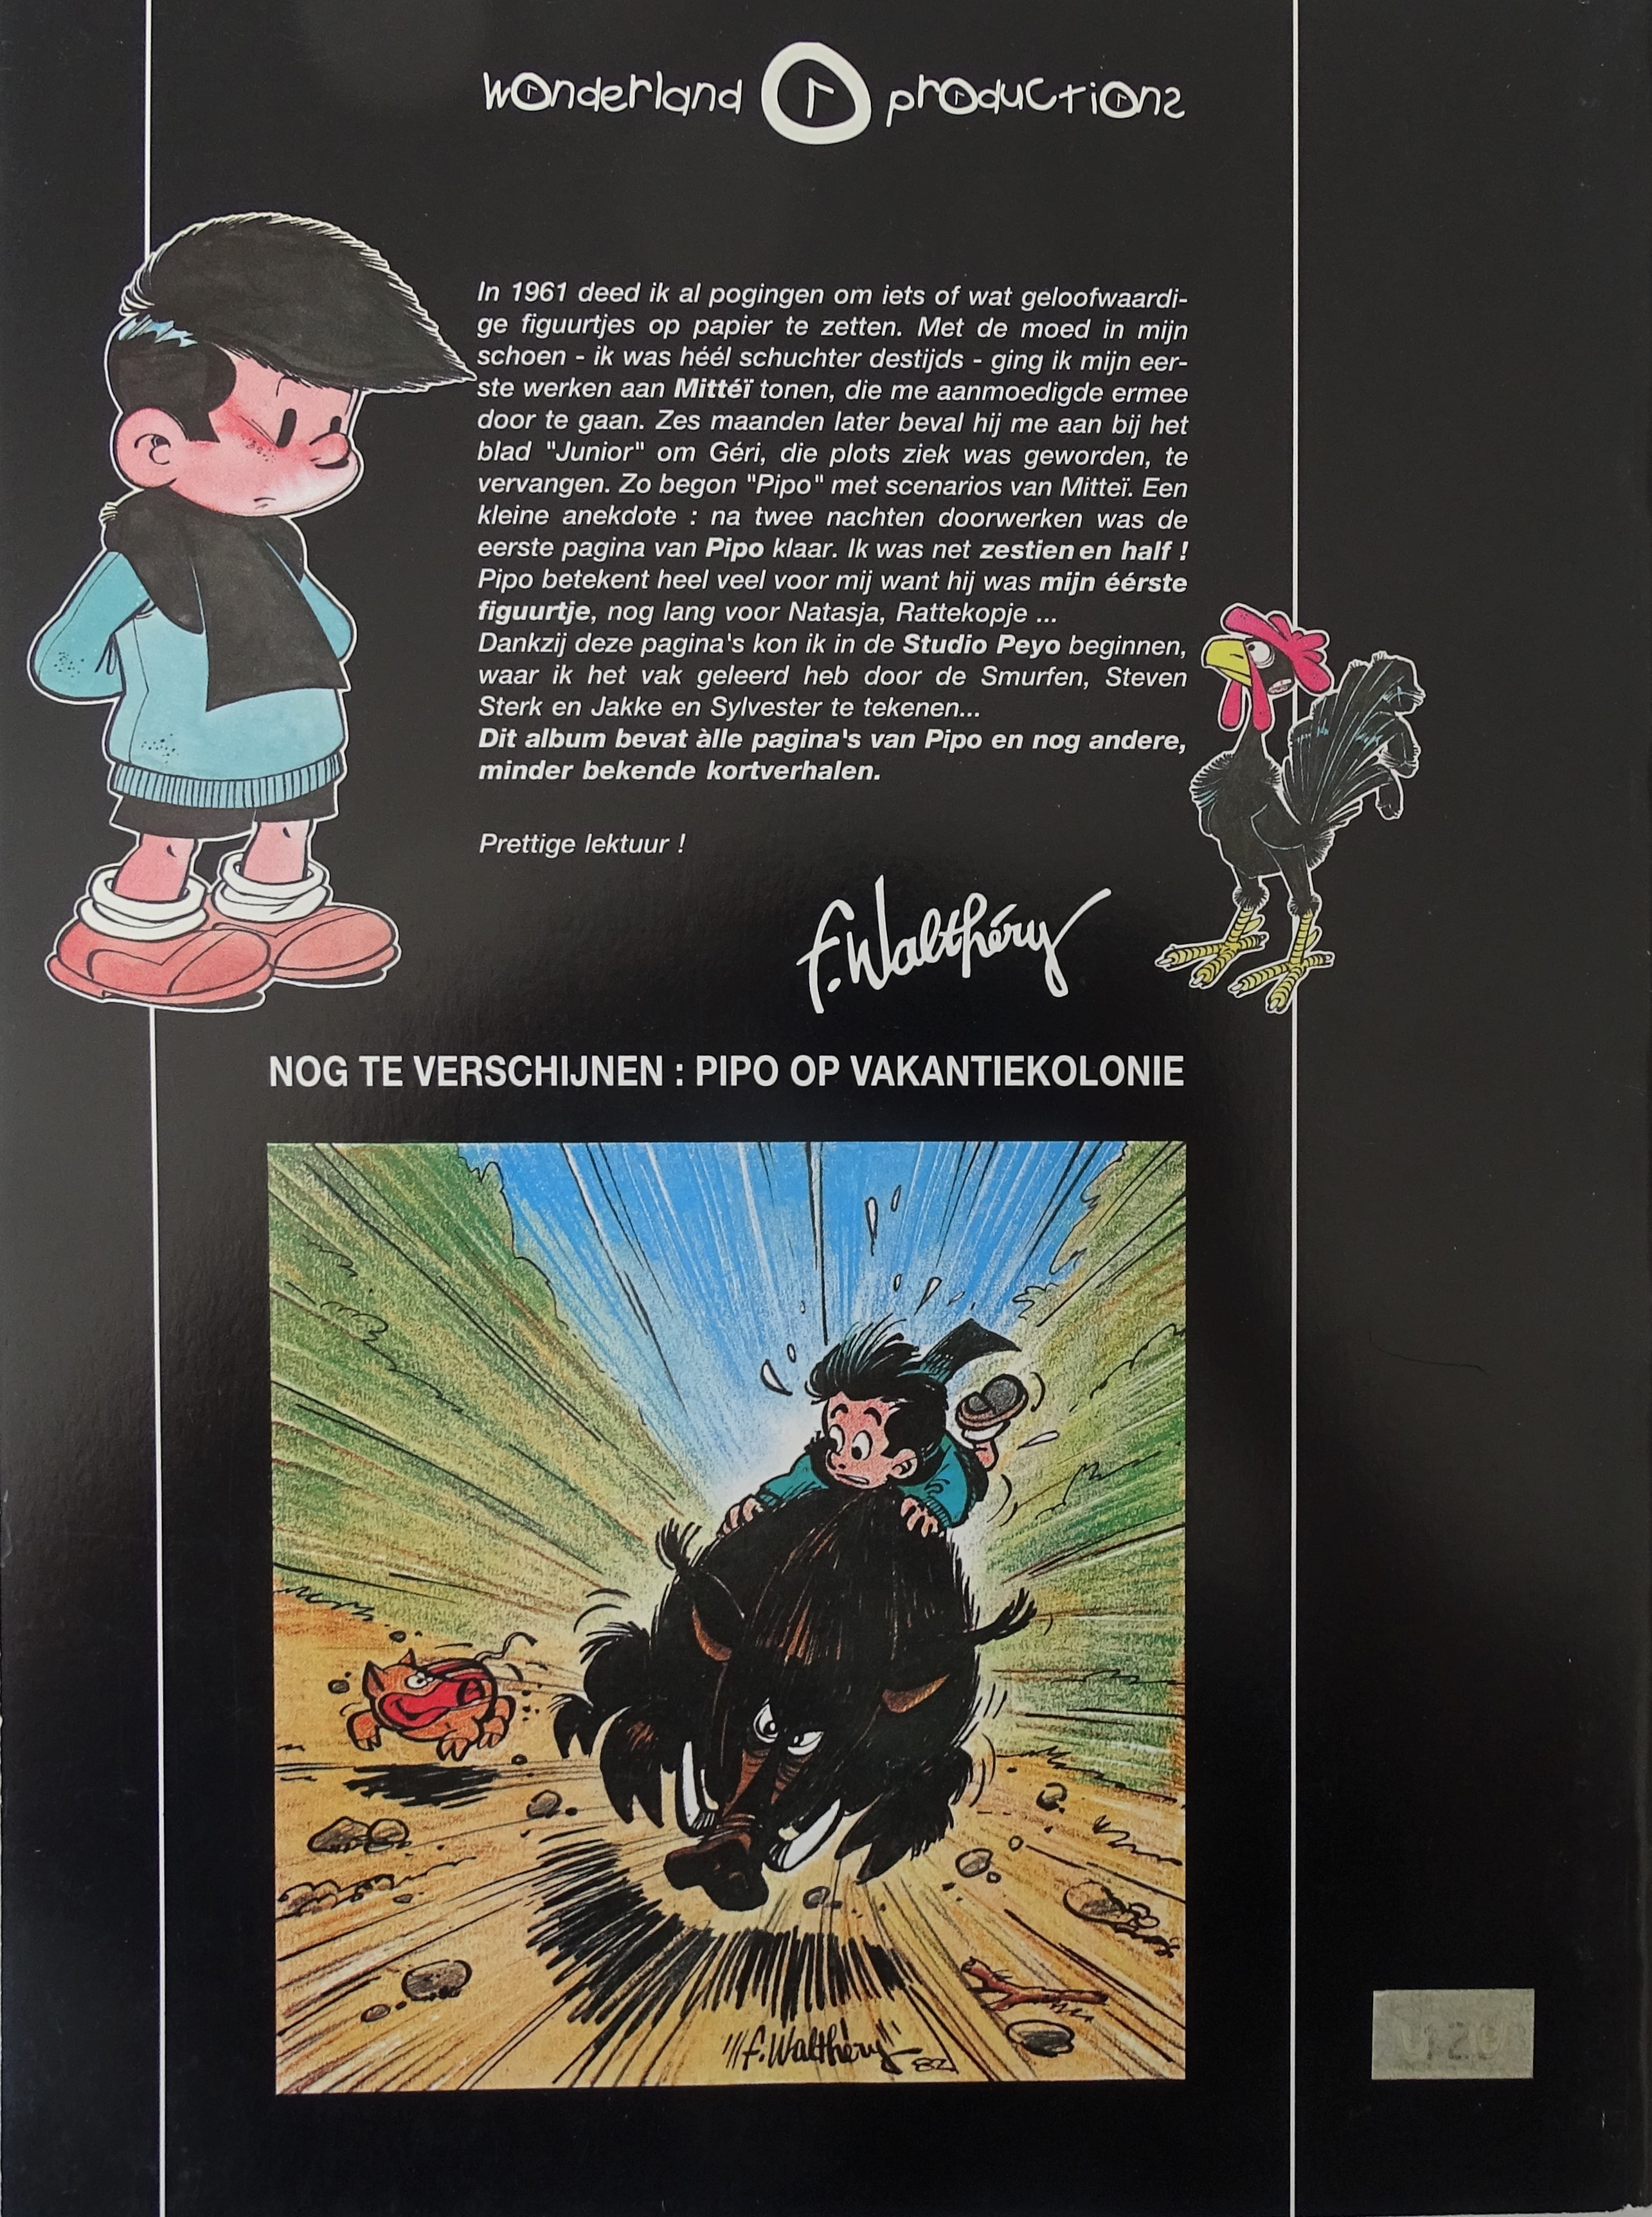 wonderland productions
In 1961 deed ik al pogingen om iets of wat geloofwaardi-
ge figuurtjes op papier te zetten. Met de moed in mijn
schoen - ik was héél schuchter destijds - ging ik mijn eer-
ste werken aan Mittéï tonen, die me aanmoedigde ermee
door te gaan. Zes maanden later beval hij me aan bij het
blad "Junior" om Géri, die plots ziek was geworden, te
vervangen. Zo begon "Pipo" met scenarios van Mitteï. Een
kleine anekdote : na twee nachten doorwerken was de
eerste pagina van Pipo klaar. Ik was net zestien en half !
Pipo betekent heel veel voor mij want hij was mijn éérste
figuurtje, nog lang voor Natasja, Rattekopje ...
Dankzij deze pagina's kon ik in de Studio Peyo beginnen,
waar ik het vak geleerd heb door de Smurfen, Steven
Sterk en Jakke en Sylvester te tekenen...
Dit album bevat àlle pagina's van Pipo en nog andere,
minder bekende kortverhalen.
Prettige lektuur !
F. Walthéry
NOG TE VERSCHIJNEN : PIPO OP VAKANTIEKOLONIE
F. Walthéry 82